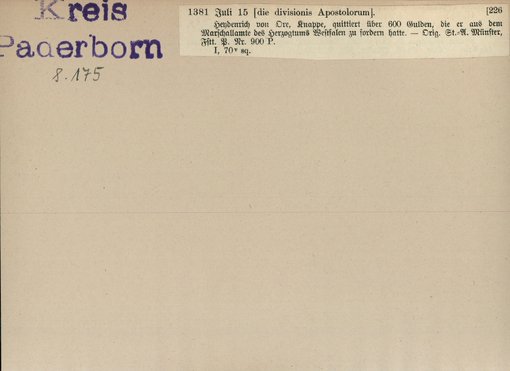 Kreis
Paderborn
S. 175
1381 Juli 15 [die divisionis Apostolorum]. [226
Heydenrich von Ore, Knappe, quittiert über 600 Gulden, die er aus dem
Marschallamte des Herzogtums Westfalen zu fordern hatte. — Orig. St.-A. Münster,
Fstt. P. Nr. 900 P.
I, 70ᵛ sq.